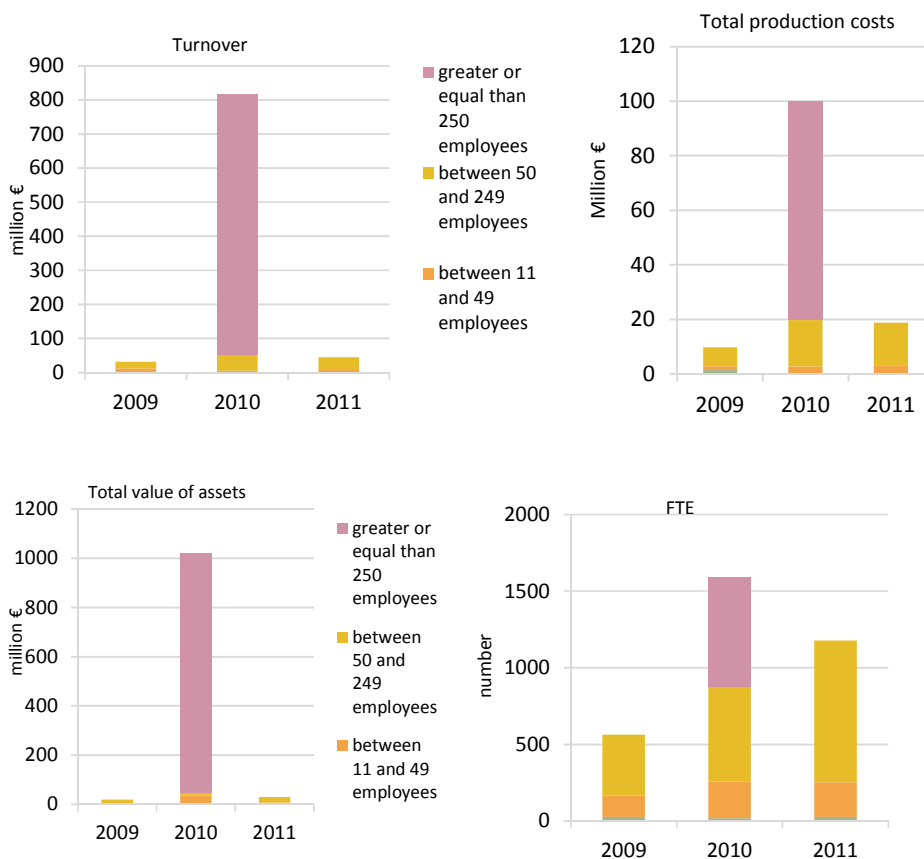 Turnover
900
800
700
600
500
400
300
200
100
0
million €
2009 2010 2011
greater or
equal than
250
employees
between 50
and 249
employees
between 11
and 49
employees
Total production costs
120
100
80
60
40
20
0
Million €
2009 2010 2011
Total value of assets
1200
1000
800
600
400
200
0
million €
2009 2010 2011
greater or
equal than
250
employees
between
50 and
249
employees
between
11 and 49
employees
FTE
2000
1500
1000
500
0
number
2009 2010 2011